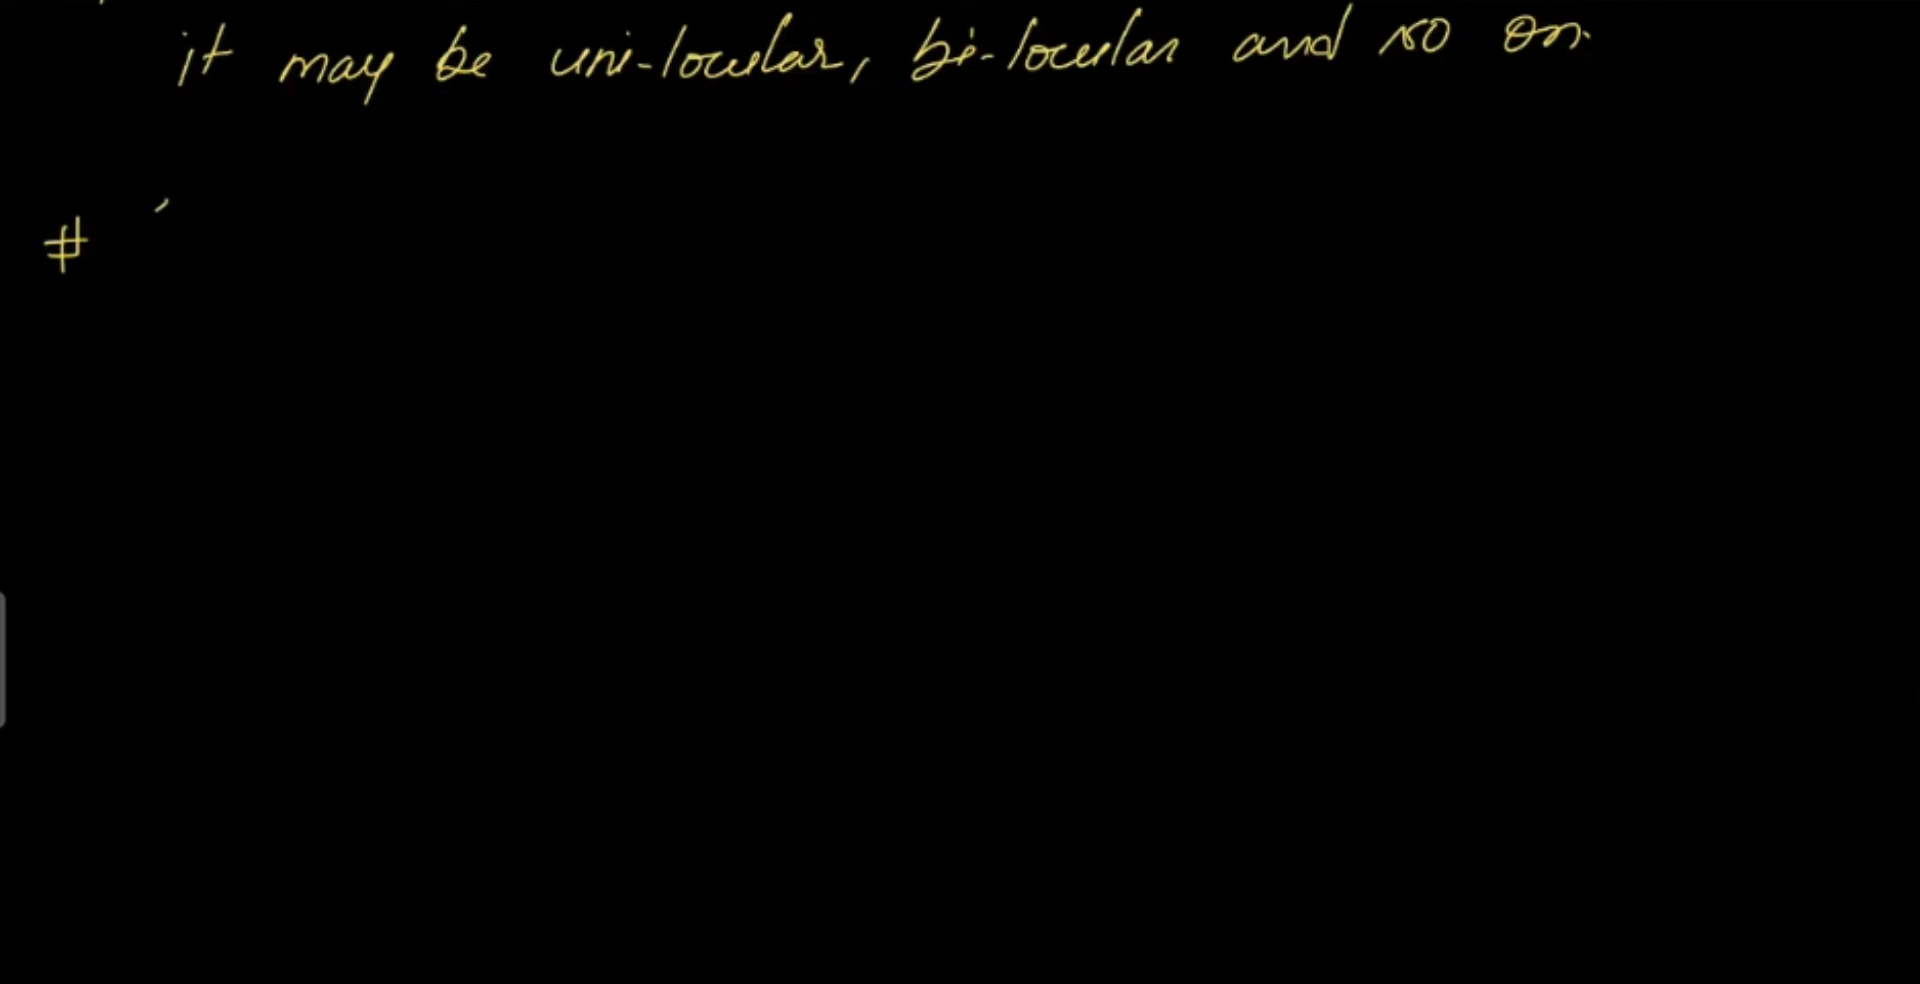 it may be uni-locular, bi-locular and so on.
#